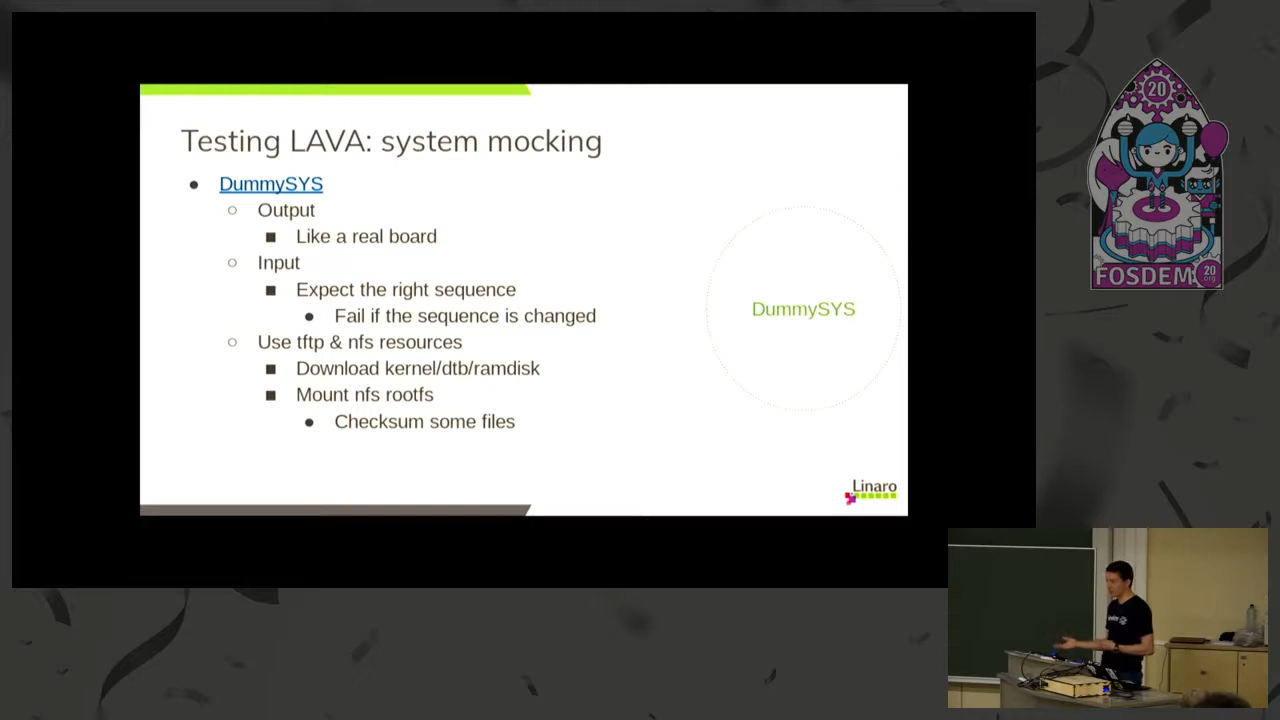 Testing LAVA: system mocking
DummySYS
Output
Like a real board
Input
Expect the right sequence
Fail if the sequence is changed
Use tftp & nfs resources
Download kernel/dtb/ramdisk
Mount nfs rootfs
Checksum some files
DummySYS
Linaro
20
FOSDEM
20
.org